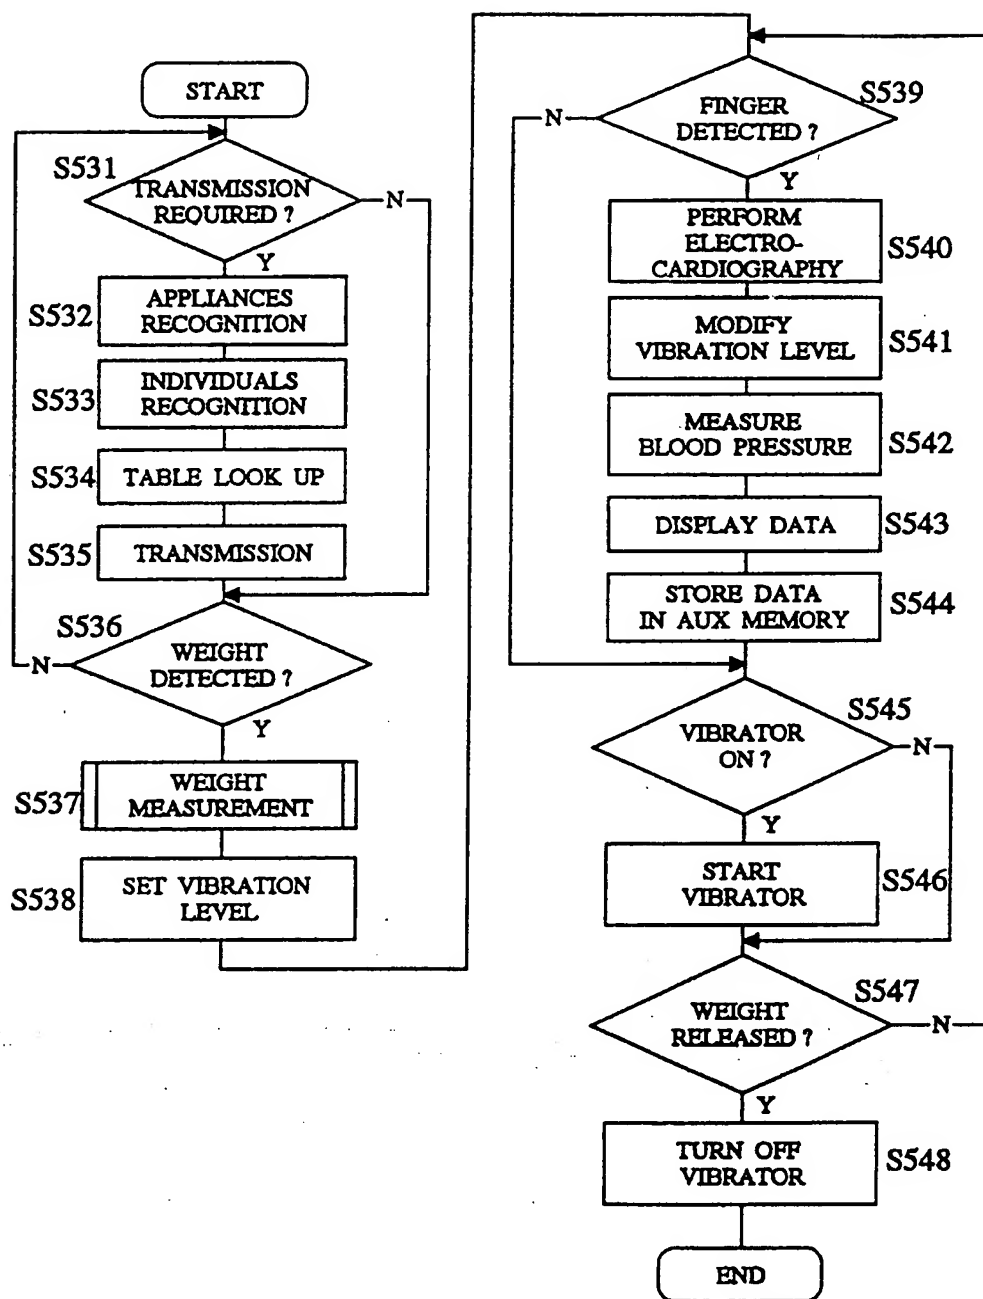 START
S531
TRANSMISSION
REQUIRED ?
N
Y
S532
APPLIANCES
RECOGNITION
S533
INDIVIDUALS
RECOGNITION
S534
TABLE LOOK UP
S535
TRANSMISSION
S536
N
WEIGHT
DETECTED ?
Y
S537
WEIGHT
MEASUREMENT
S538
SET VIBRATION
LEVEL
S539
N
FINGER
DETECTED ?
Y
PERFORM
ELECTRO-
CARDIOGRAPHY
S540
MODIFY
VIBRATION LEVEL
S541
MEASURE
BLOOD PRESSURE
S542
DISPLAY DATA
S543
STORE DATA
IN AUX MEMORY
S544
S545
VIBRATOR
ON ?
N
Y
START
VIBRATOR
S546
S547
WEIGHT
RELEASED ?
N
Y
TURN OFF
VIBRATOR
S548
END